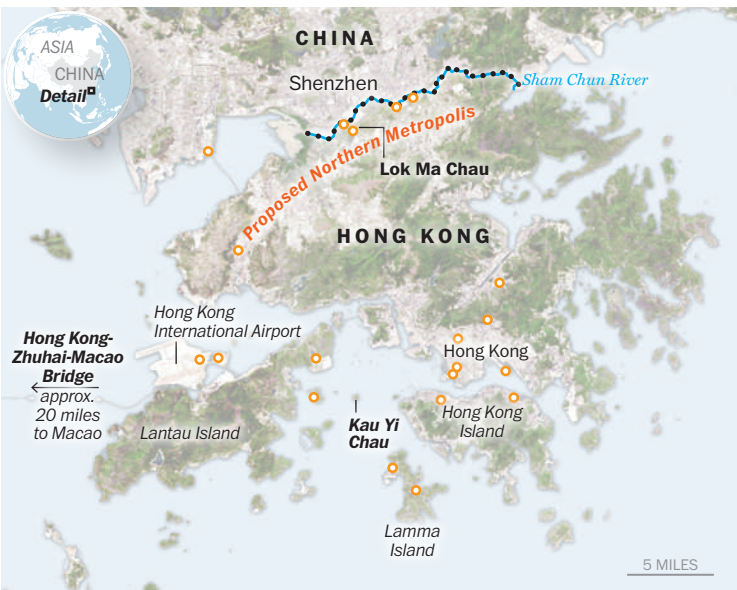 ASIA
CHINA
Detail
CHINA
Shenzhen
Sham Chun River
Proposed Northern Metropolis
Lok Ma Chau
HONG KONG
Hong Kong
International Airport
Hong Kong-
Zhuhai-Macao
Bridge
approx.
20 miles
to Macao
Lantau Island
Kau Yi
Chau
Hong Kong
Hong Kong
Island
Lamma
Island
5 MILES